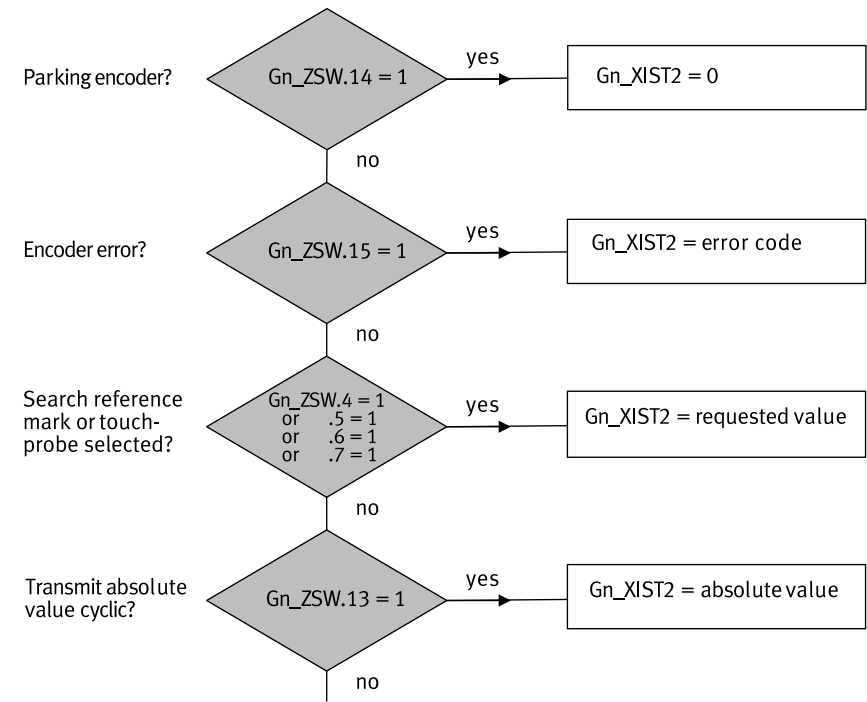 Parking encoder?
Gn_ZSW.14 = 1
yes
Gn_XIST2 = 0
no
Encoder error?
Gn_ZSW.15 = 1
yes
Gn_XIST2 = error code
no
Search reference
mark or touch-
probe selected?
Gn_ZSW.4 = 1
or .5 = 1
or .6 = 1
or .7 = 1
yes
Gn_XIST2 = requested value
no
Transmit absolute
value cyclic?
Gn_ZSW.13 = 1
yes
Gn_XIST2 = absolute value
no